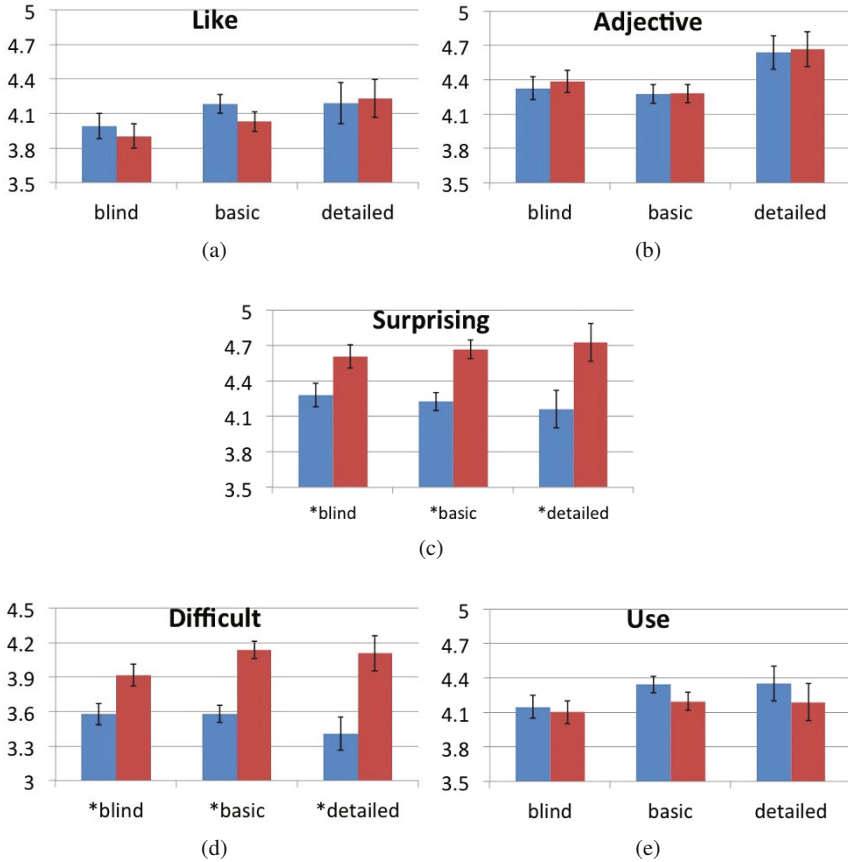 Like
5
4.7
4.4
4.1
3.8
3.5
blind basic detailed
(a)
Adjective
5
4.7
4.4
4.1
3.8
3.5
blind basic detailed
(b)
Surprising
5
4.7
4.4
4.1
3.8
3.5
*blind *basic *detailed
(c)
Difficult
4.5
4.2
3.9
3.6
3.3
3
*blind *basic *detailed
(d)
Use
5
4.7
4.4
4.1
3.8
3.5
blind basic detailed
(e)